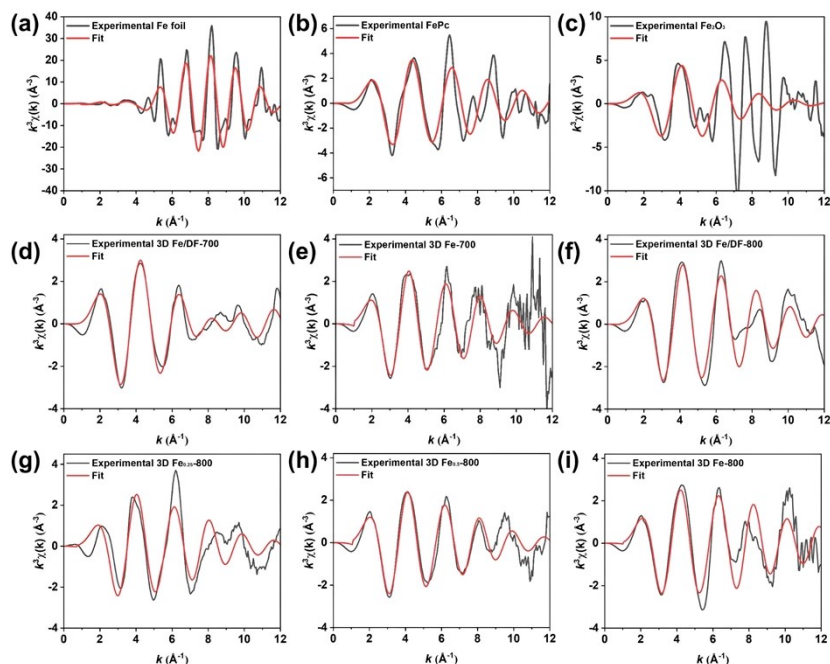 (a)
Experimental Fe foil
Fit
k³χ(k) (Å⁻³)
40
30
20
10
0
-10
-20
-30
-40
0 2 4 6 8 10 12
k (Å⁻¹)
(b)
Experimental FePc
Fit
k³χ(k) (Å⁻³)
6
4
2
0
-2
-4
-6
0 2 4 6 8 10 12
k (Å⁻¹)
(c)
Experimental Fe₂O₃
Fit
k³χ(k) (Å⁻³)
10
5
0
-5
-10
0 2 4 6 8 10 12
k (Å⁻¹)
(d)
Experimental 3D Fe/DF-700
Fit
k³χ(k) (Å⁻³)
4
2
0
-2
-4
0 2 4 6 8 10 12
k (Å⁻¹)
(e)
Experimental 3D Fe-700
Fit
k³χ(k) (Å⁻³)
4
2
0
-2
-4
0 2 4 6 8 10 12
k (Å⁻¹)
(f)
Experimental 3D Fe/DF-800
Fit
k³χ(k) (Å⁻³)
4
2
0
-2
-4
0 2 4 6 8 10 12
k (Å⁻¹)
(g)
Experimental 3D Fe₀.₂₅-800
Fit
k³χ(k) (Å⁻³)
4
2
0
-2
-4
0 2 4 6 8 10 12
k (Å⁻¹)
(h)
Experimental 3D Fe₀.₅-800
Fit
k³χ(k) (Å⁻³)
4
2
0
-2
-4
0 2 4 6 8 10 12
k (Å⁻¹)
(i)
Experimental 3D Fe-800
Fit
k³χ(k) (Å⁻³)
4
2
0
-2
-4
0 2 4 6 8 10 12
k (Å⁻¹)